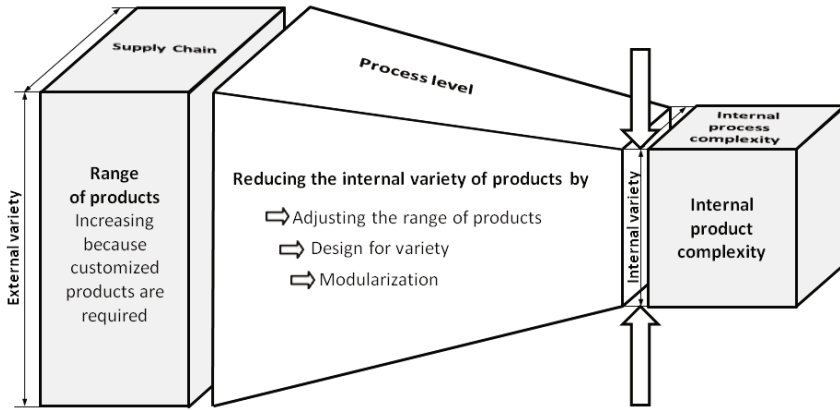 Supply Chain
Process level
External variety
Range
of products
Increasing
because
customized
products are
required
Reducing the internal variety of products by
Adjusting the range of products
Design for variety
Modularization
Internal variety
Internal
process
complexity
Internal
product
complexity